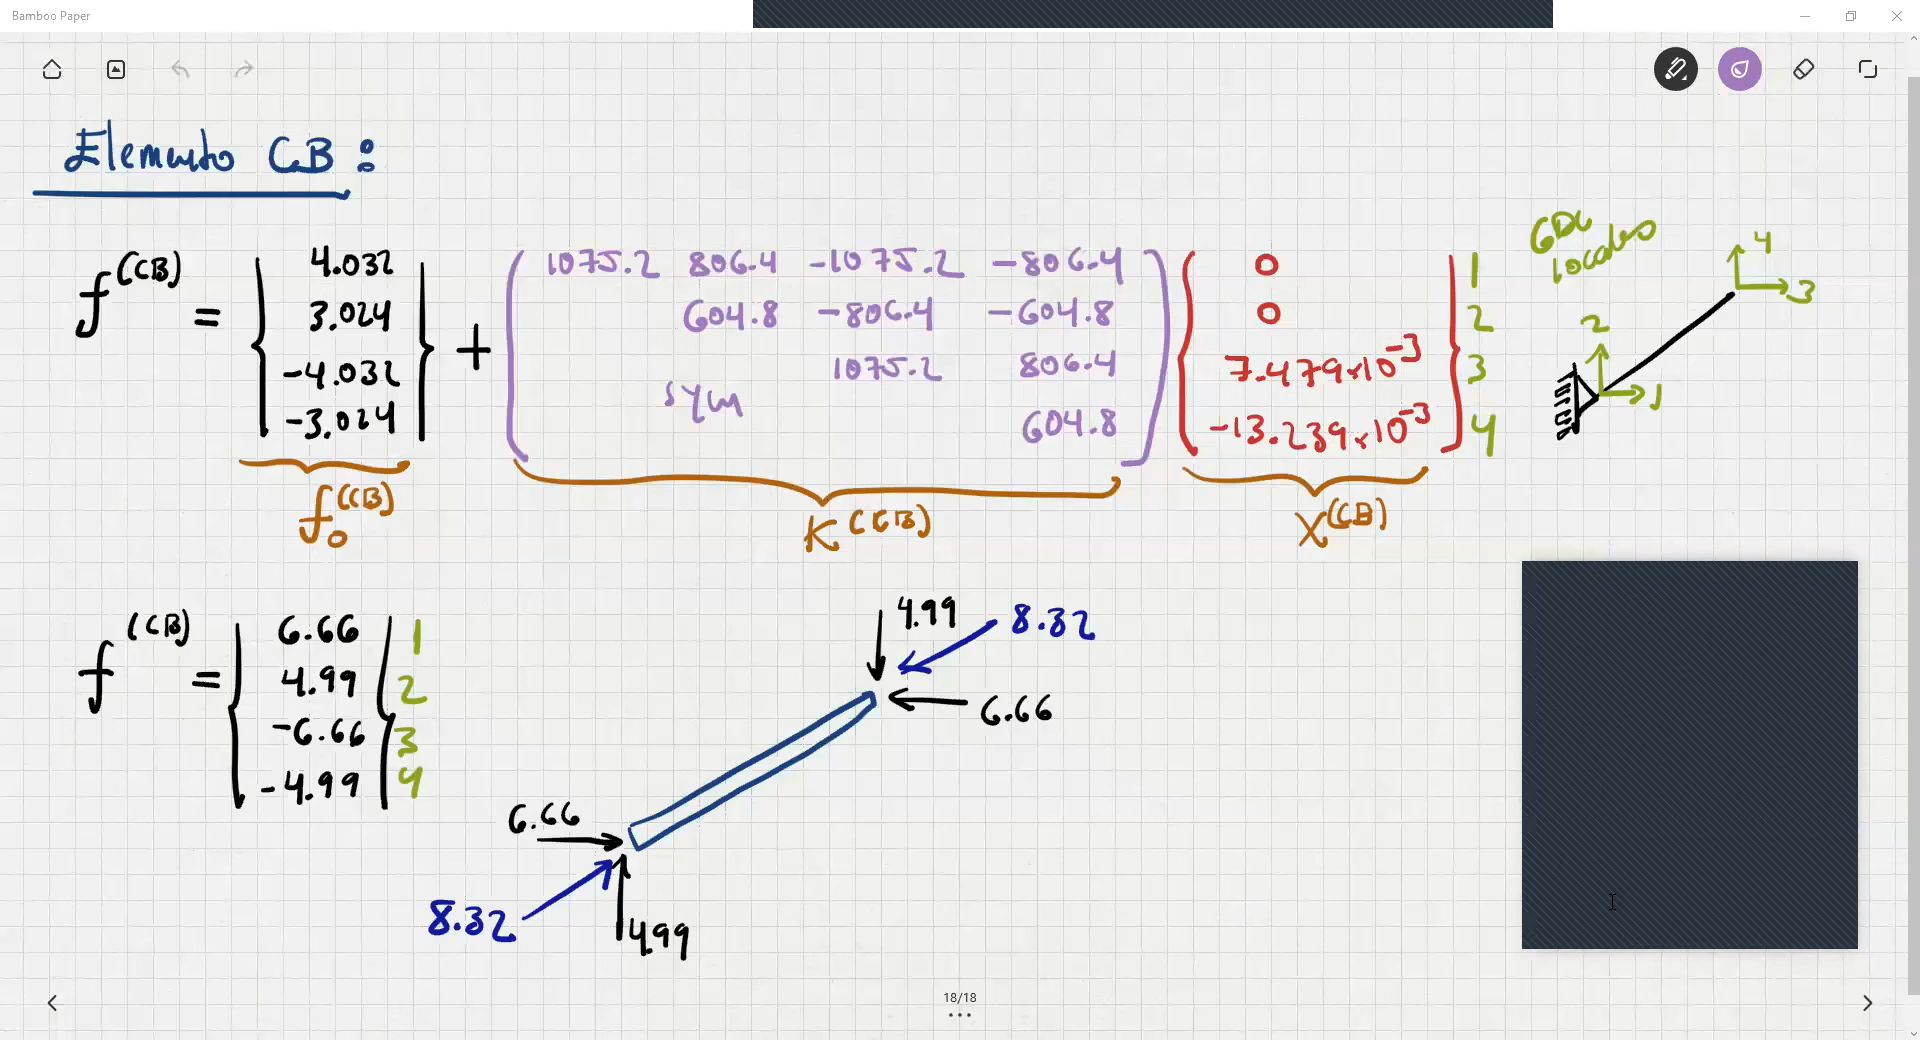 Bamboo Paper
Elemento CB:
f^(CB) = { 4.032 3.024 -4.032 -3.024 } + [ 1075.2 806.4 -1075.2 -806.4
604.8 -806.4 -604.8
1075.2 806.4
sym 604.8 ] { 0 0 7.479x10^-3 -13.239x10^-3 } 1 2 3 4
GDL
locales
4
3
2
1
f_0^(CB) K^(CB) X^(CB)
f^(CB) = { 6.66 4.99 -6.66 -4.99 } 1 2 3 4
4.99 8.32
6.66
6.66
8.32 4.99
18/18